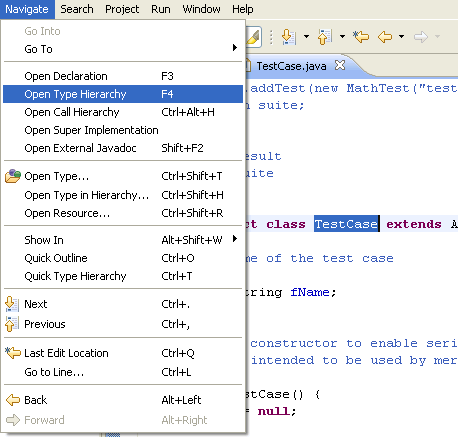 Navigate Search Project Run Window Help
Go Into
Go To
Open Declaration F3
Open Type Hierarchy F4
Open Call Hierarchy Ctrl+Alt+H
Open Super Implementation
Open External Javadoc Shift+F2
Open Type... Ctrl+Shift+T
Open Type in Hierarchy... Ctrl+Shift+H
Open Resource... Ctrl+Shift+R
Show In Alt+Shift+W
Quick Outline Ctrl+O
Quick Type Hierarchy Ctrl+T
Next Ctrl+.
Previous Ctrl+,
Last Edit Location Ctrl+Q
Go to Line... Ctrl+L
Back Alt+Left
Forward Alt+Right
TestCase.java
.addTest(new MathTest("test
n suite;
esult
uite
ct class TestCase extends A
me of the test case
tring fName;
constructor to enable seri
intended to be used by mer
stCase() {
= null;